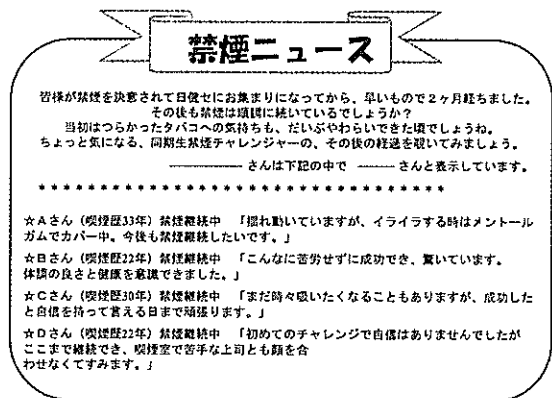 禁煙ニュース
皆様が禁煙を決意されて日健セにお集まりになってから、早いもので2ヶ月経ちました。
その後も禁煙は順調に続いているでしょうか?
当初はつらかったタバコへの気持ちも、だいぶやわらいできた頃でしょうね。
ちょっと気になる、同期生禁煙チャレンジャーの、その後の経過を覗いてみましょう。
――――― さんは下記の中で ――― さんと表示しています。
* * * * * * * * * * * * * * * * * * * * * * * * * * * * * * * * *
☆Aさん(喫煙歴33年)禁煙継続中 「揺れ動いていますが、イライラする時はメントール
ガムでカバー中。今後も禁煙継続したいです。」
☆Bさん(喫煙歴22年)禁煙継続中 「こんなに苦労せずに成功でき、驚いています。
体調の良さと健康を意識できました。」
☆Cさん(喫煙歴30年)禁煙継続中 「まだ時々吸いたくなることもありますが、成功した
と自信を持って言える日まで頑張ります。」
☆Dさん(喫煙歴22年)禁煙継続中 「初めてのチャレンジで自信はありませんでしたが
ここまで継続でき、喫煙室で苦手な上司とも顔を合
わせなくてすみます。」